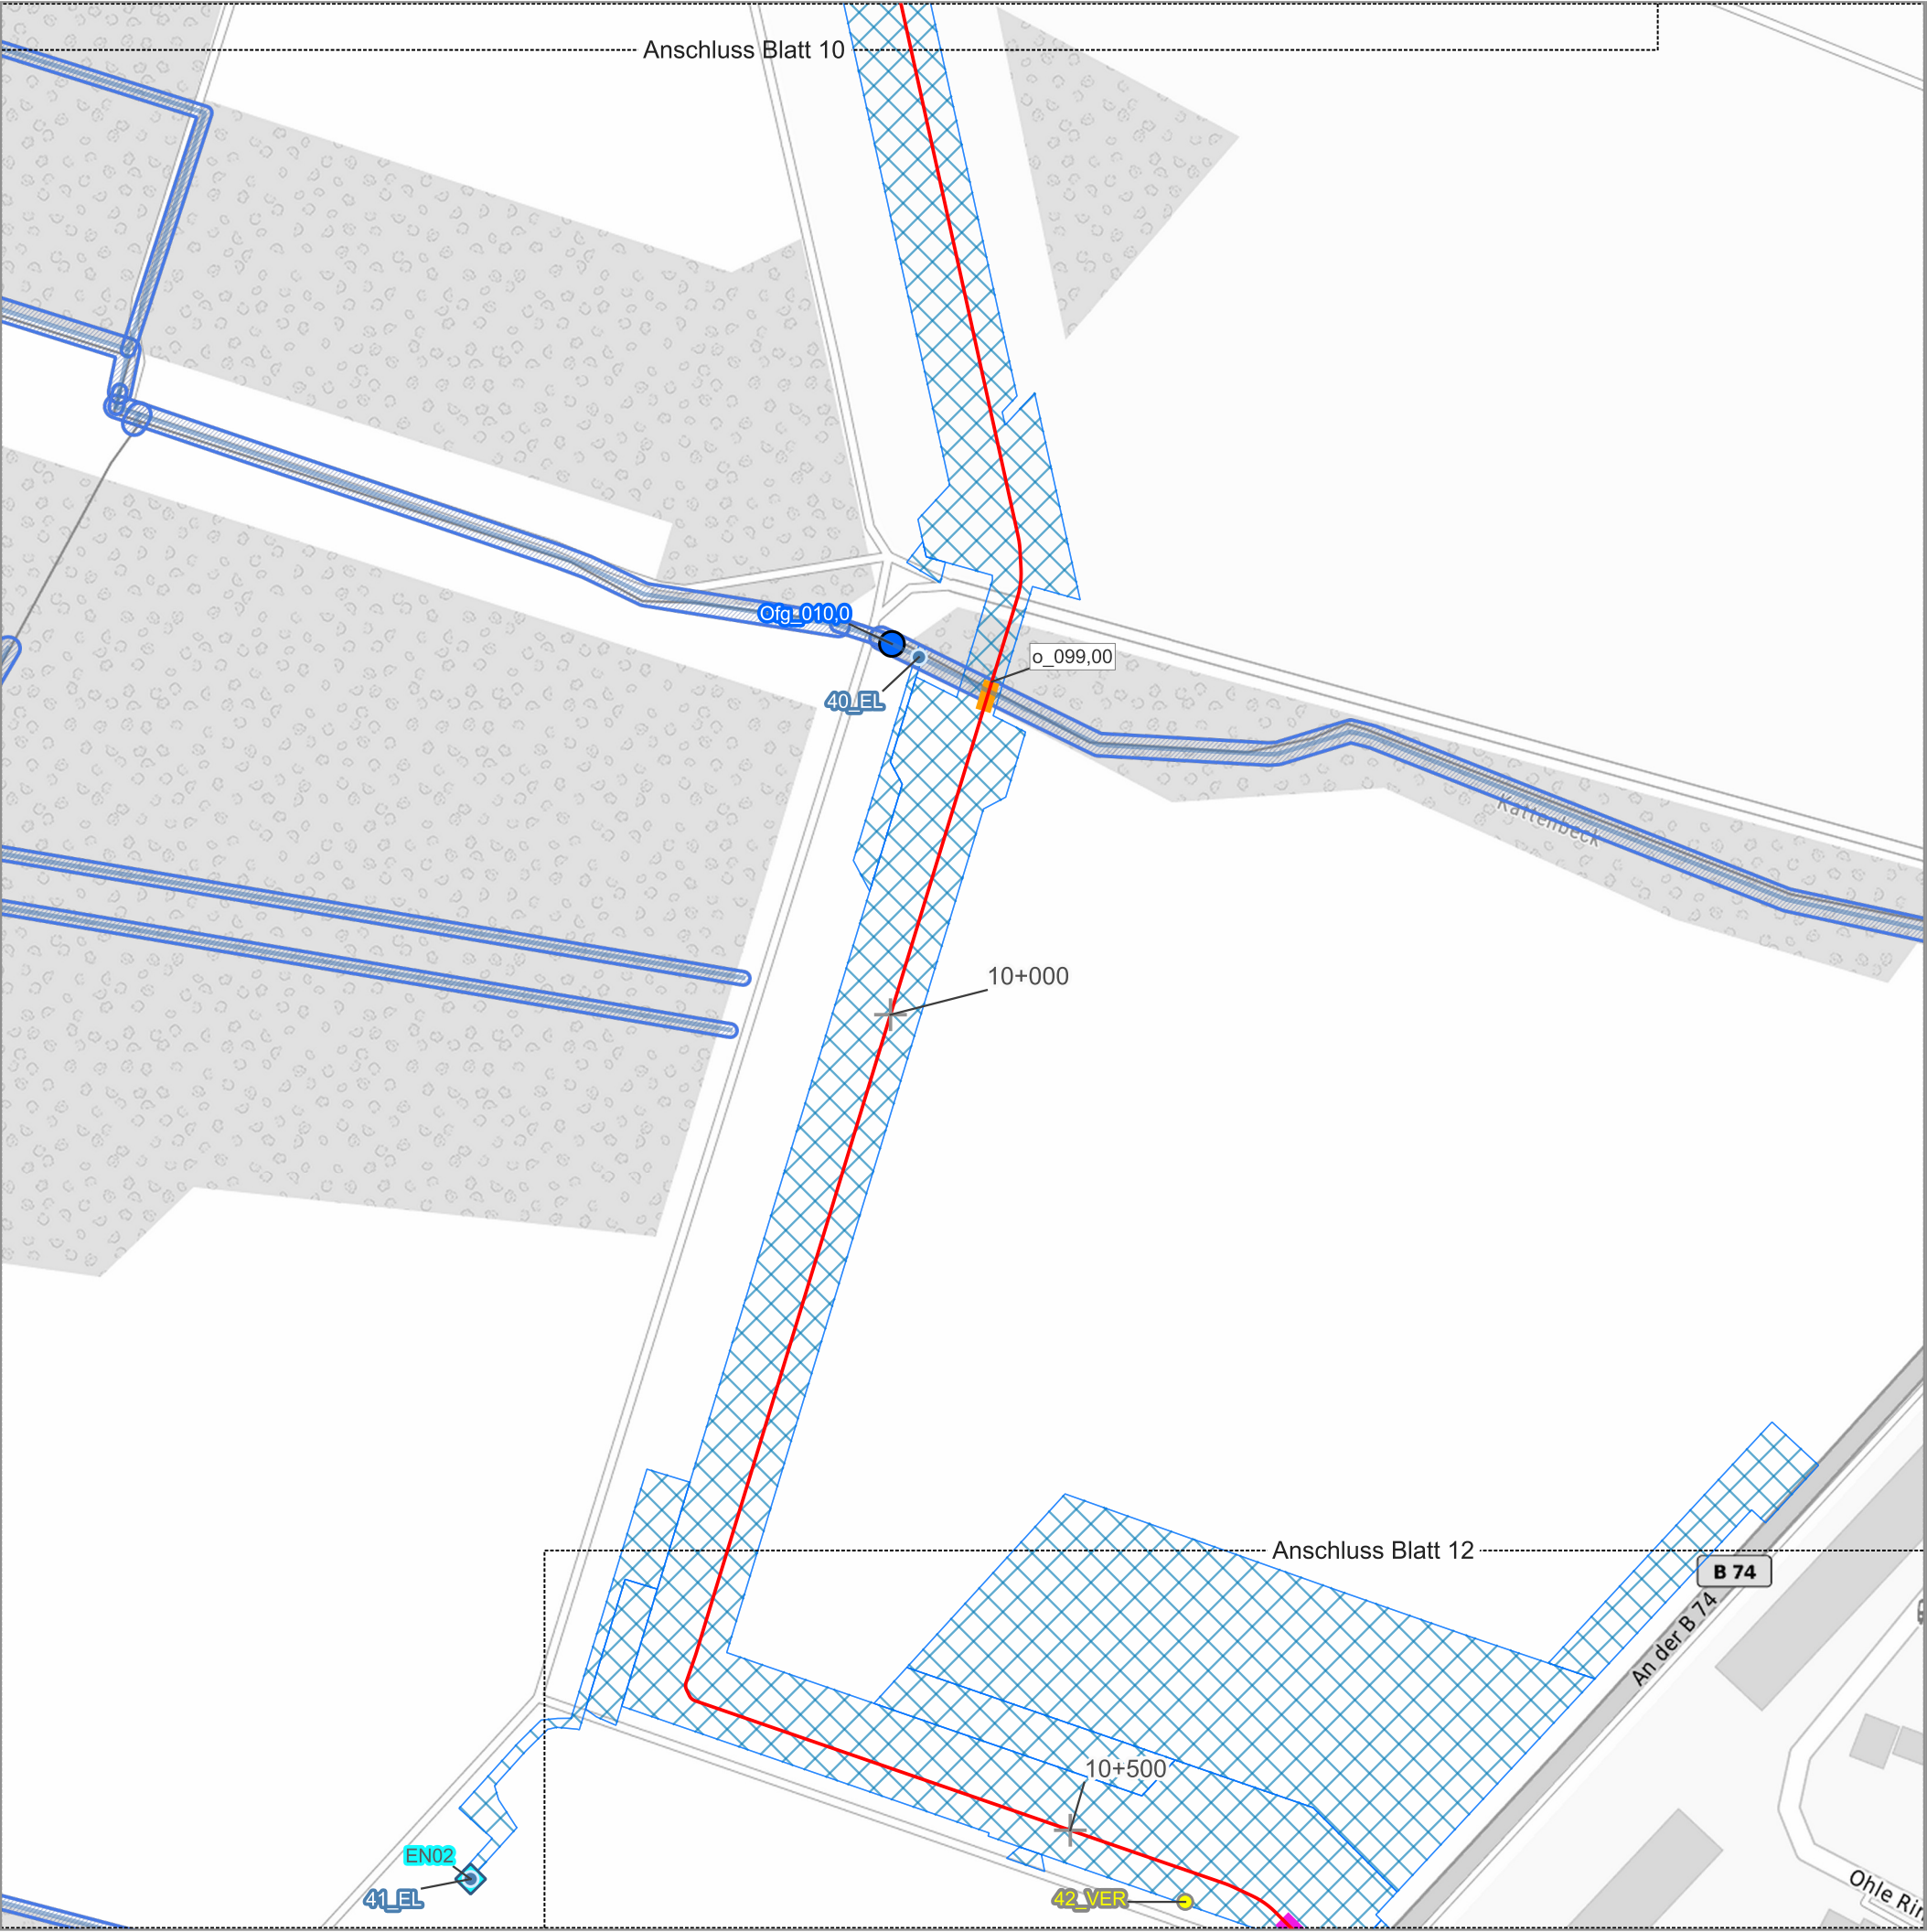 Anschluss Blatt 10
Ofg_010,0
o_099,00
40_EL
Kattenbeck
10+000
Anschluss Blatt 12
B 74
An der B 74
10+500
EN02
41_EL
42_VER
Ohle Rin